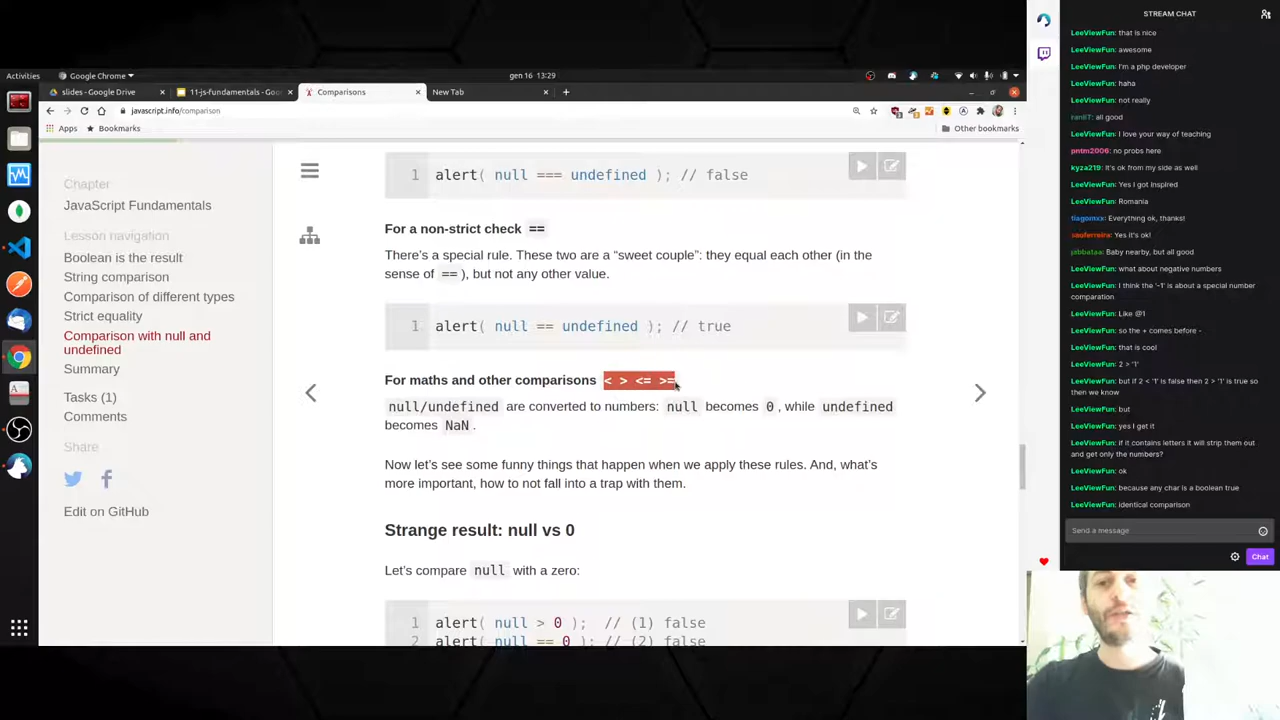 Activities
Google Chrome
gen 16 13:29
slides - Google Drive
11-js-fundamentals - Goo
Comparisons
New Tab
javascript.info/comparison
Apps
Bookmarks
Other bookmarks
Chapter
JavaScript Fundamentals
Lesson navigation
Boolean is the result
String comparison
Comparison of different types
Strict equality
Comparison with null and
undefined
Summary
Tasks (1)
Comments
Share
Edit on GitHub
1 alert( null === undefined ); // false
For a non-strict check ==
There's a special rule. These two are a “sweet couple”: they equal each other (in the
sense of == ), but not any other value.
1 alert( null == undefined ); // true
For maths and other comparisons < > <= >=
null/undefined are converted to numbers: null becomes 0 , while undefined
becomes NaN .
Now let's see some funny things that happen when we apply these rules. And, what's
more important, how to not fall into a trap with them.
Strange result: null vs 0
Let's compare null with a zero:
1 alert( null > 0 ); // (1) false
2 alert( null == 0 ); // (2) false
STREAM CHAT
LeeViewFun: that is nice
LeeViewFun: awesome
LeeViewFun: I'm a php developer
LeeViewFun: haha
LeeViewFun: not really
ranii7: all good
LeeViewFun: I love your way of teaching
pntm2006: no probs here
kyza219: It's ok from my side as well
LeeViewFun: Yes I got inspired
LeeViewFun: Romania
tiagomxx: Everything ok, thanks!
souferreira: Yes it's ok!
jabbataa: Baby nearby, but all good
LeeViewFun: what about negative numbers
LeeViewFun: I think the '-1' is about a special number
comparation
LeeViewFun: Like @1
LeeViewFun: so the + comes before -
LeeViewFun: that is cool
LeeViewFun: 2 > '1'
LeeViewFun: but if 2 < '1' is false then 2 > '1' is true so
then we know
LeeViewFun: but
LeeViewFun: yes I get it
LeeViewFun: if it contains letters it will strip them out
and get only the numbers?
LeeViewFun: ok
LeeViewFun: because any char is a boolean true
LeeViewFun: identical comparison
Send a message
Chat